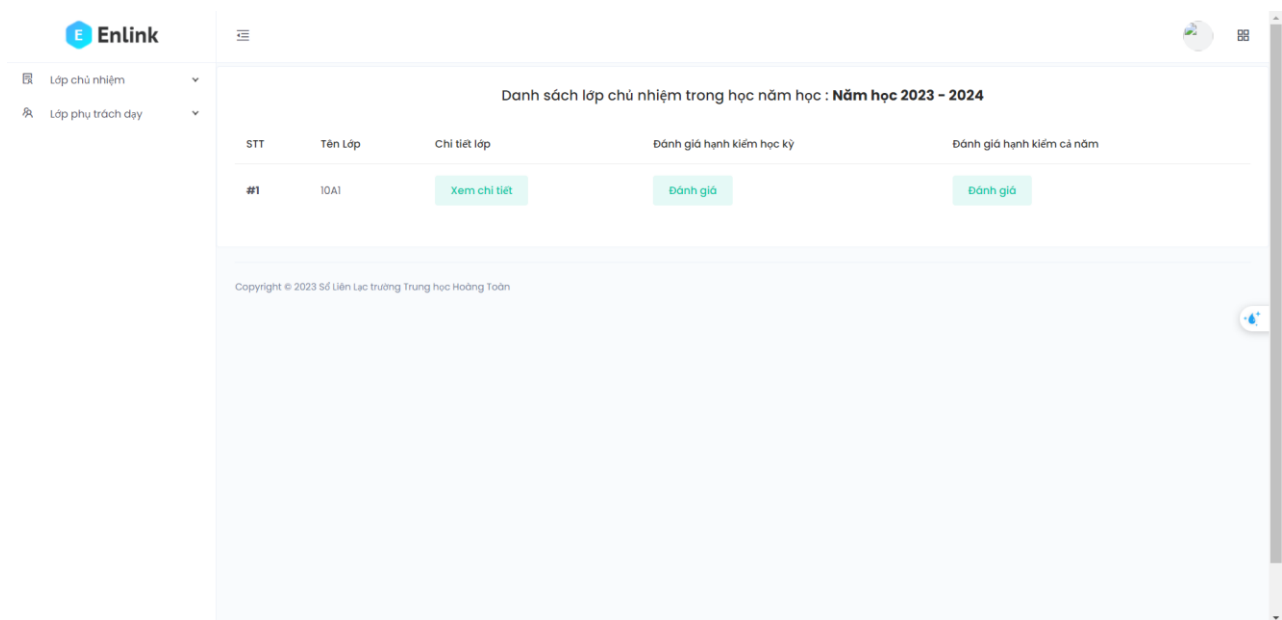 E Enlink
Lớp chủ nhiệm
Lớp phụ trách dạy
Danh sách lớp chủ nhiệm trong học năm học : Năm học 2023 - 2024
STT Tên Lớp Chi tiết lớp Đánh giá hạnh kiểm học kỳ Đánh giá hạnh kiểm cả năm
#1 10A1 Xem chi tiết Đánh giá Đánh giá
Copyright © 2023 Sổ Liên Lạc trường Trung học Hoàng Toàn